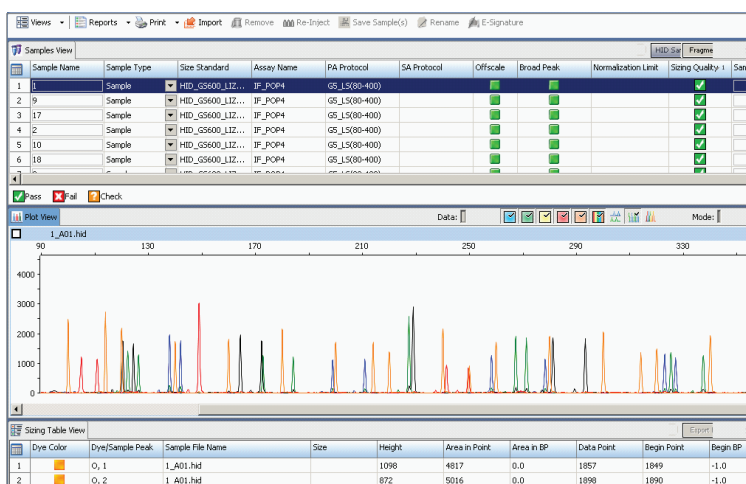 Views Reports Print Import Remove Re-Inject Save Sample(s) Rename E-Signature
Samples View HID Sar Fragme
Sample Name Sample Type Size Standard Assay Name PA Protocol SA Protocol Offscale Broad Peak Normalization Limit Sizing Quality 1 San
1 1 Sample HID_GS600_LIZ... IF_POP4 G5_LS(80-400)
2 9 Sample HID_GS600_LIZ... IF_POP4 G5_LS(80-400)
3 17 Sample HID_GS600_LIZ... IF_POP4 G5_LS(80-400)
4 2 Sample HID_GS600_LIZ... IF_POP4 G5_LS(80-400)
5 10 Sample HID_GS600_LIZ... IF_POP4 G5_LS(80-400)
6 18 Sample HID_GS600_LIZ... IF_POP4 G5_LS(80-400)
Pass Fail Check
Plot View Data: Mode:
1_A01.hid
90 130 170 210 250 290 330
4000
3000
2000
1000
0
Sizing Table View Export
Dye Color Dye/Sample Peak Sample File Name Size Height Area in Point Area in BP Data Point Begin Point Begin BP
1 O, 1 1_A01.hid 1098 4817 0.0 1857 1849 -1.0
2 O, 2 1_A01.hid 872 5016 0.0 1898 1890 -1.0